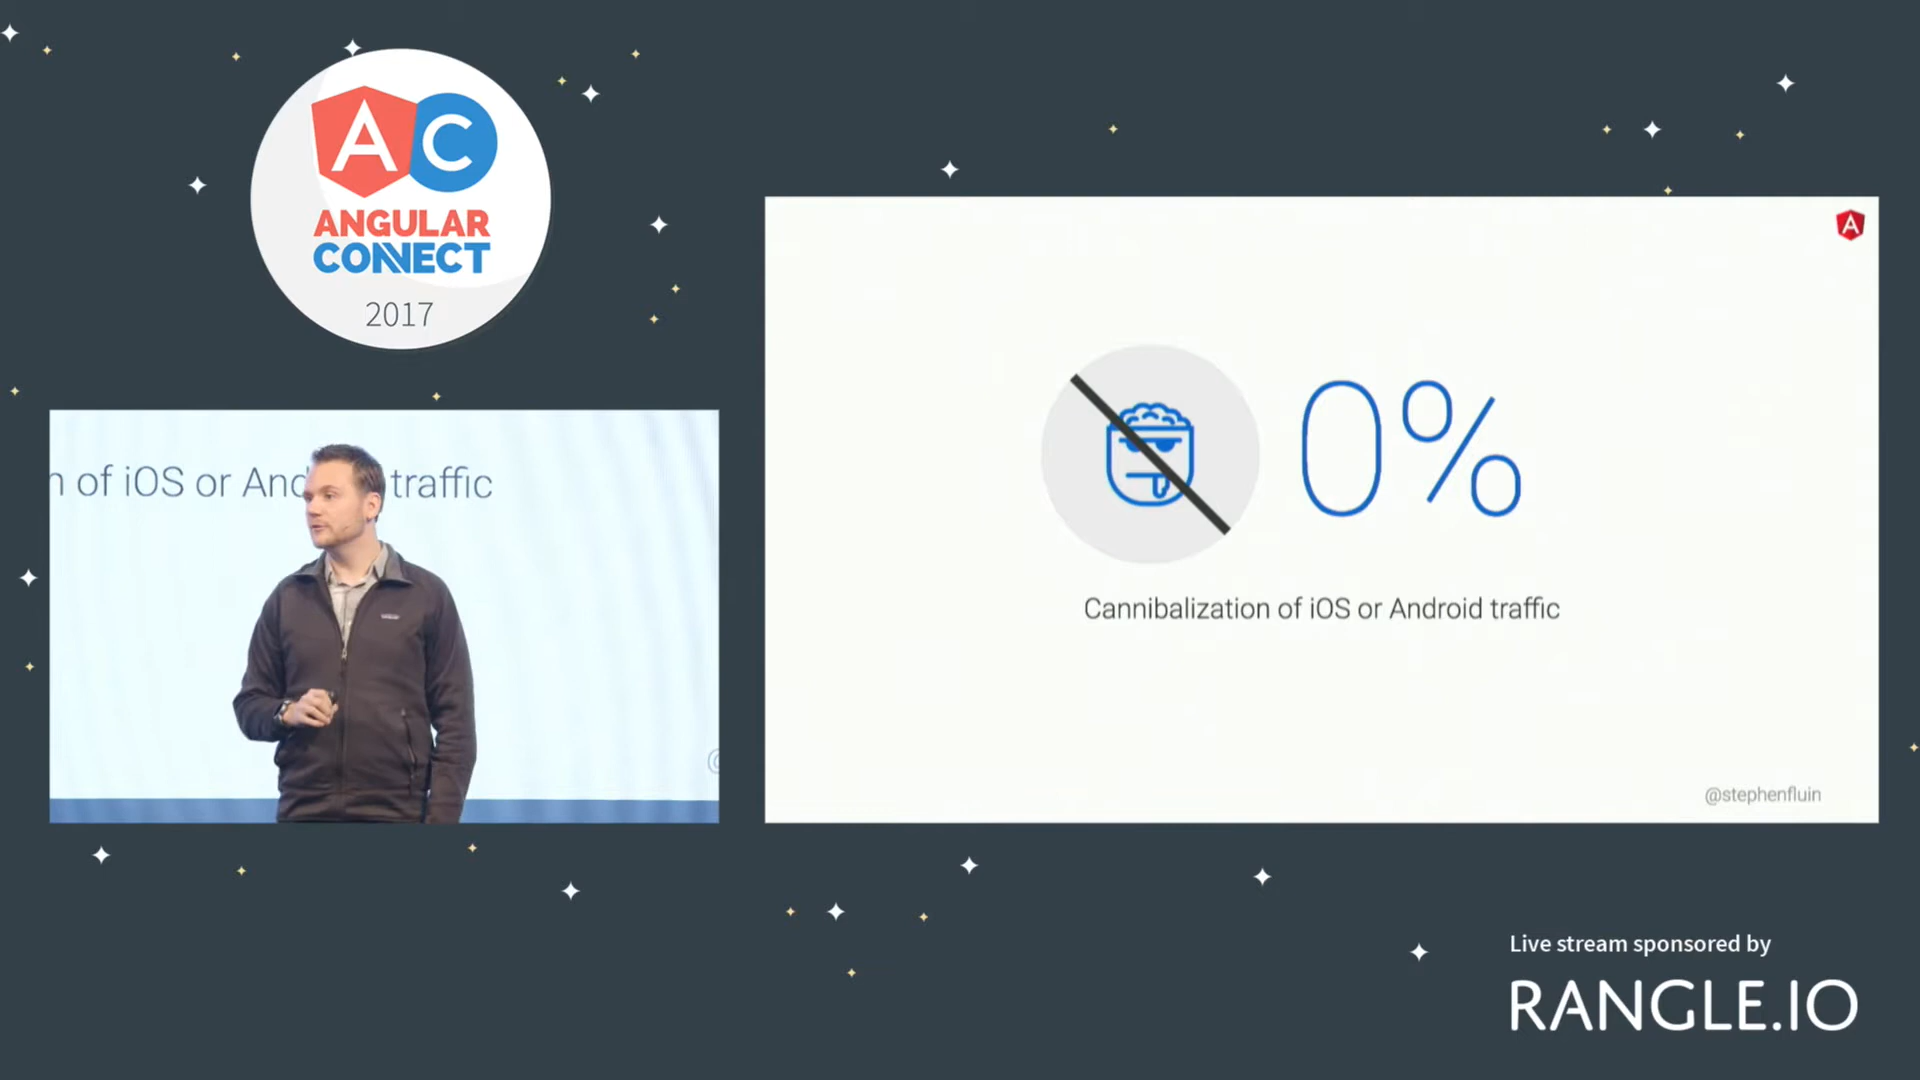 AC
ANGULAR
CONNECT
2017
n of iOS or And traffic
@
0%
Cannibalization of iOS or Android traffic
@stephenfluin
Live stream sponsored by
RANGLE.IO